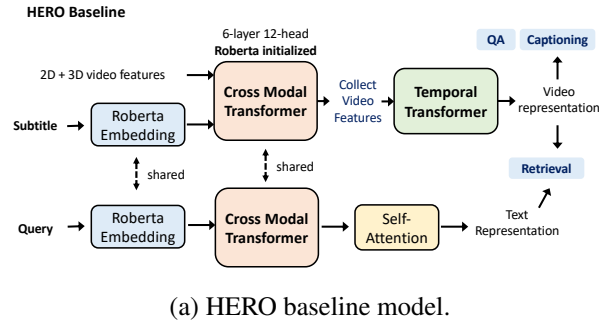 HERO Baseline
6-layer 12-head
Roberta initialized
QA
Captioning
2D + 3D video features
Cross Modal
Transformer
Collect
Video
Features
Temporal
Transformer
Video
representation
Subtitle
Roberta
Embedding
shared
shared
Retrieval
Query
Roberta
Embedding
Cross Modal
Transformer
Self-
Attention
Text
Representation
(a) HERO baseline model.